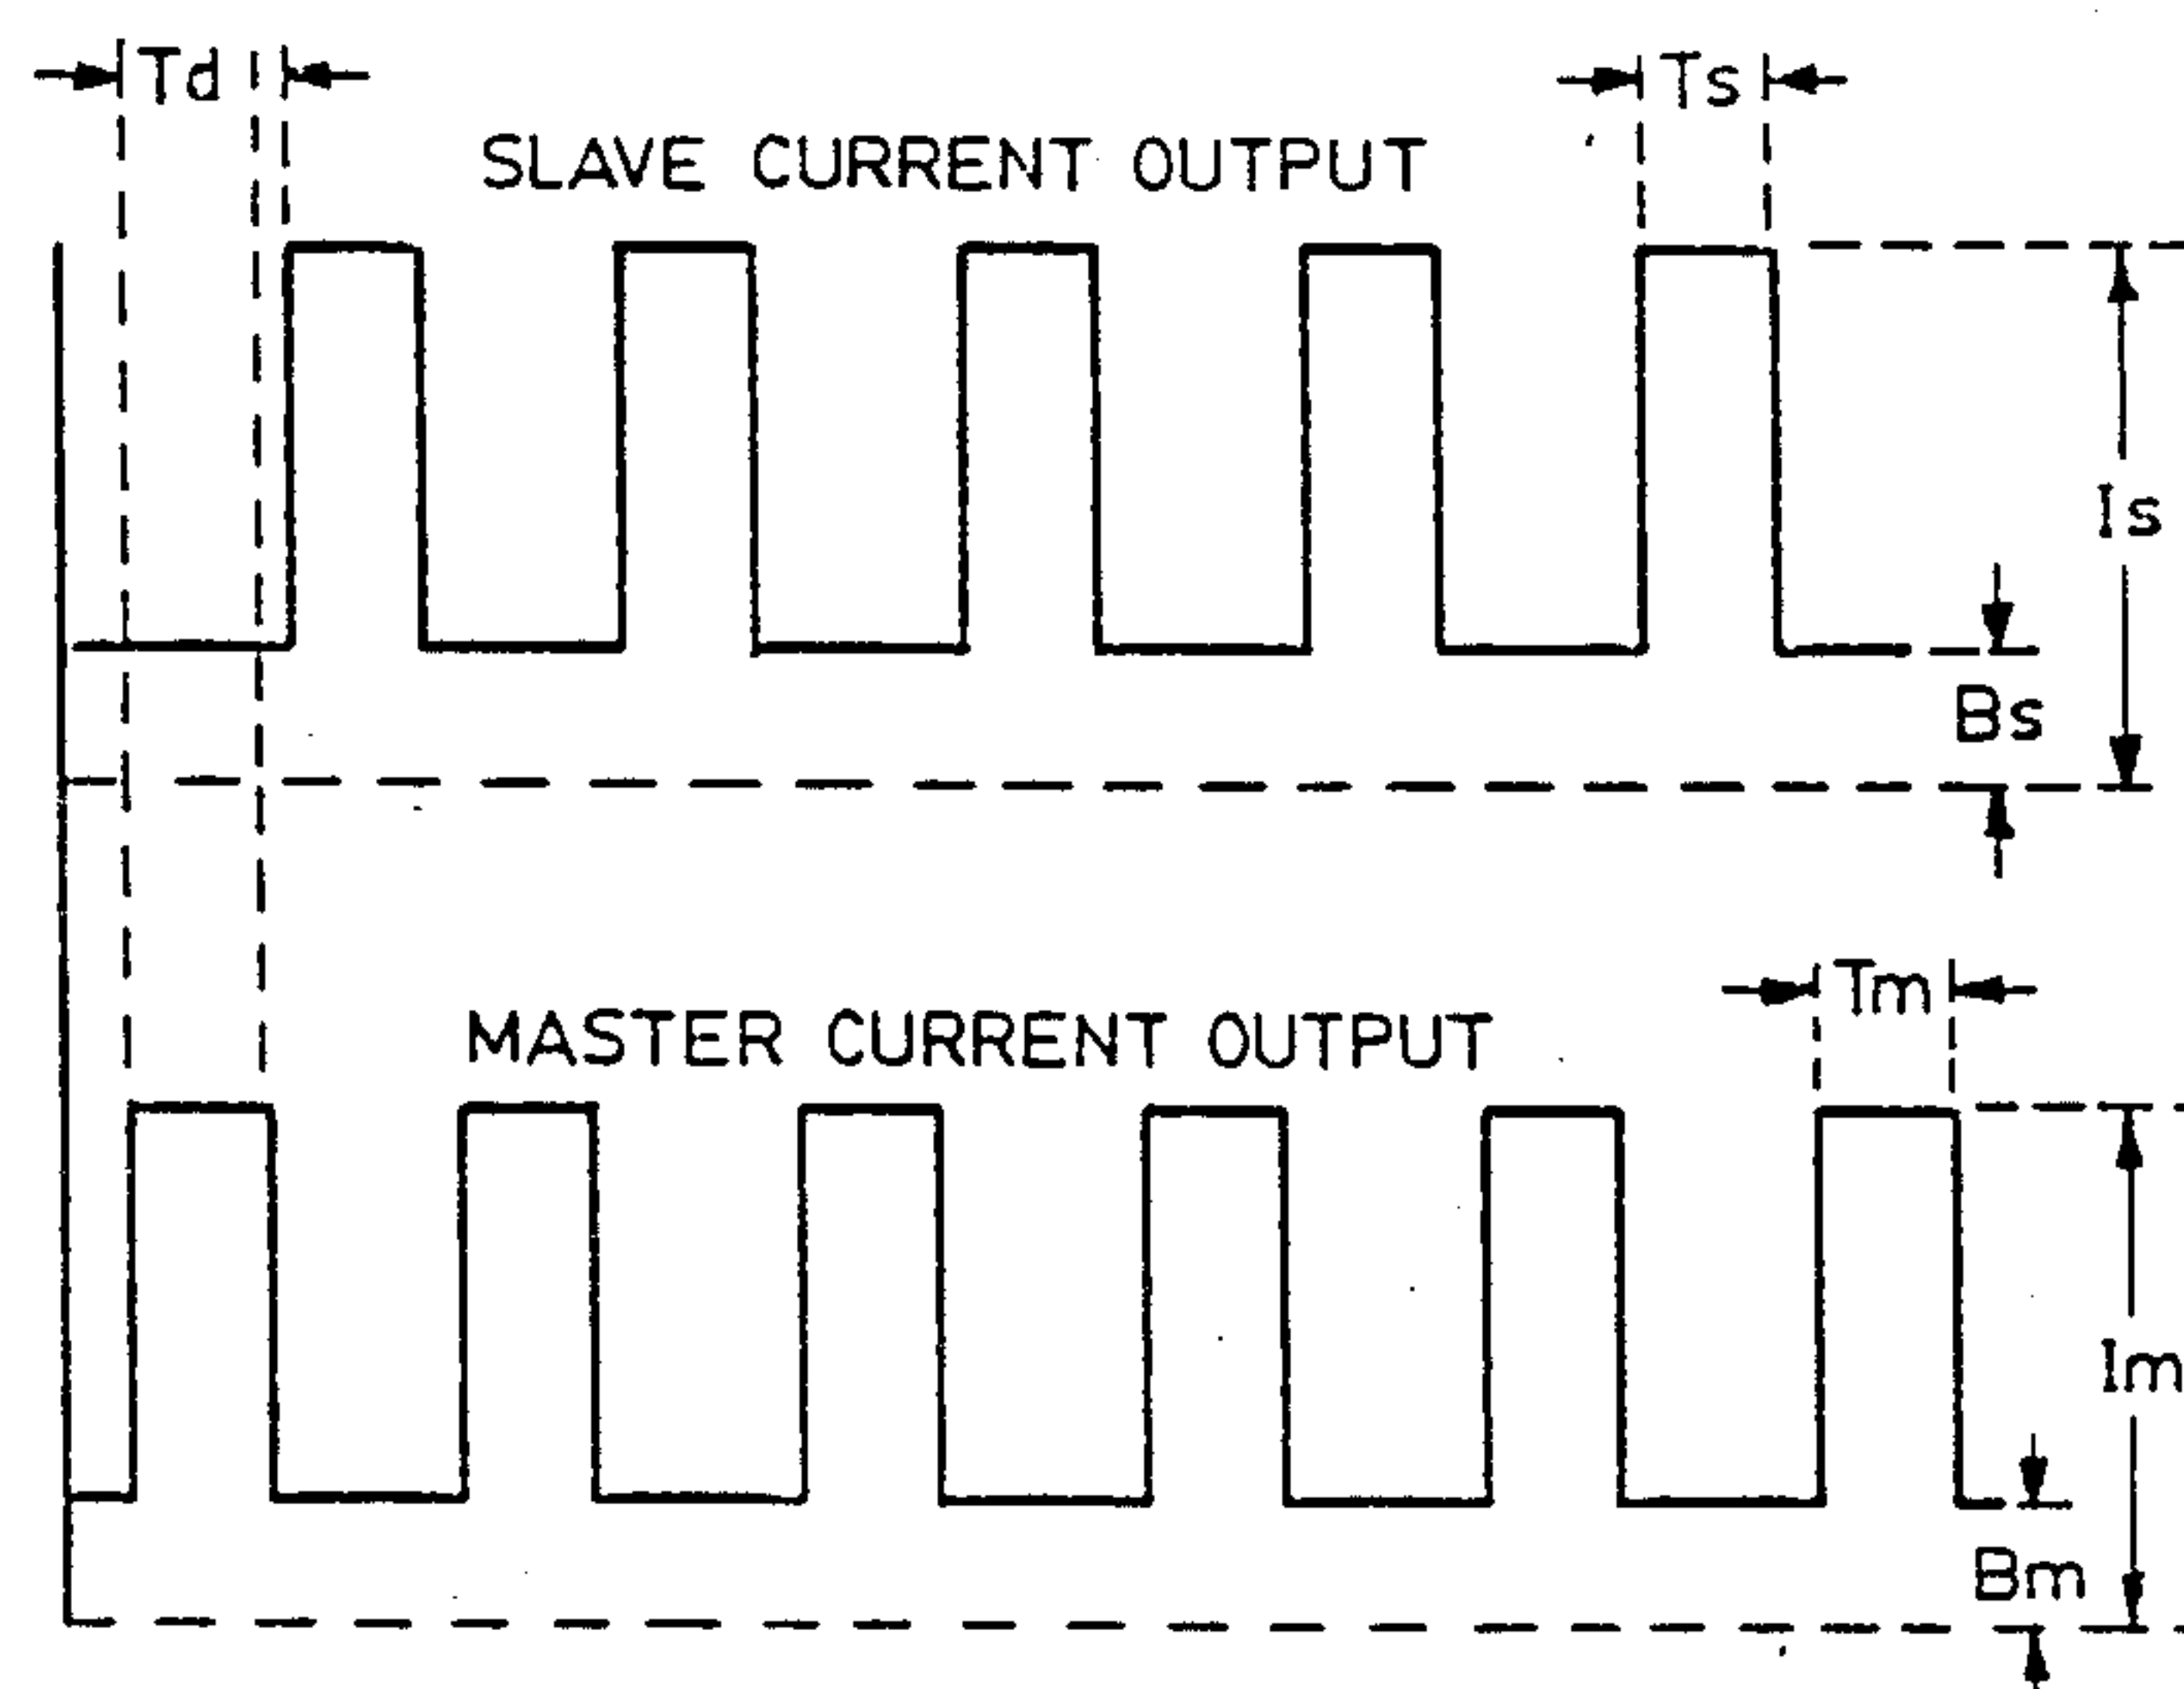 Td
Ts
SLAVE CURRENT OUTPUT
Is
Bs
Tm
MASTER CURRENT OUTPUT
Im
Bm